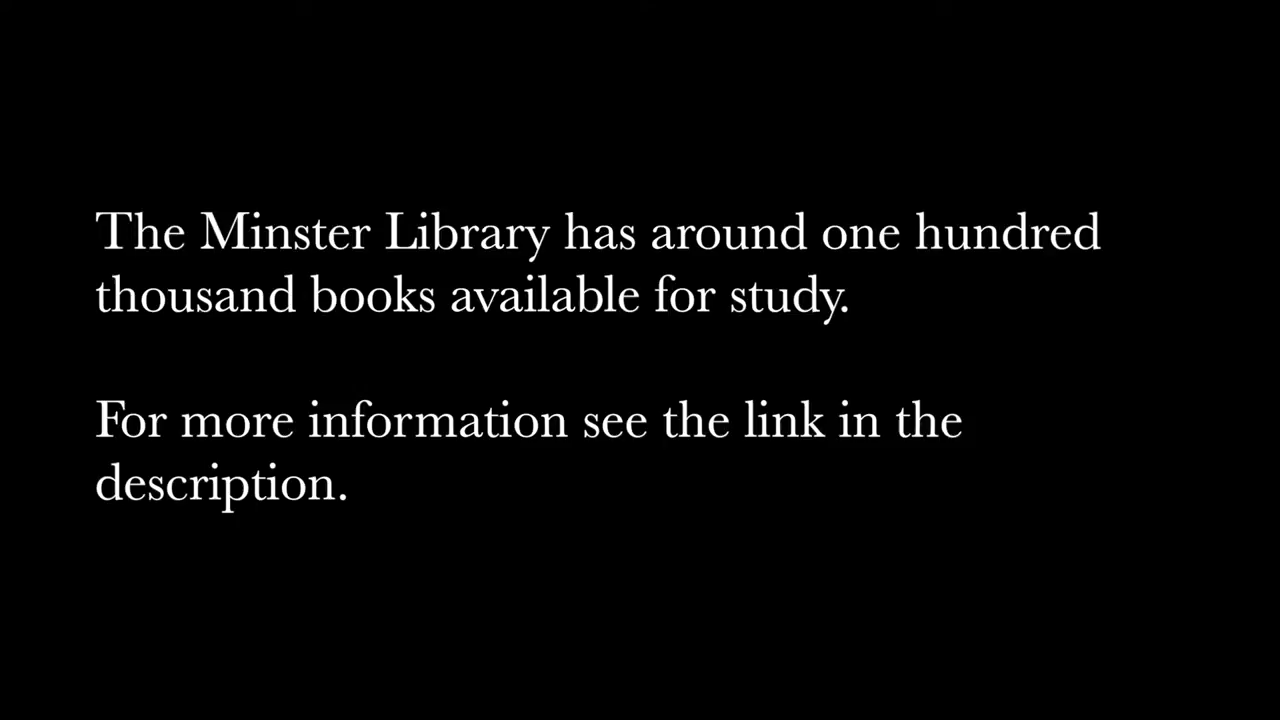 The Minster Library has around one hundred
thousand books available for study.
For more information see the link in the
description.